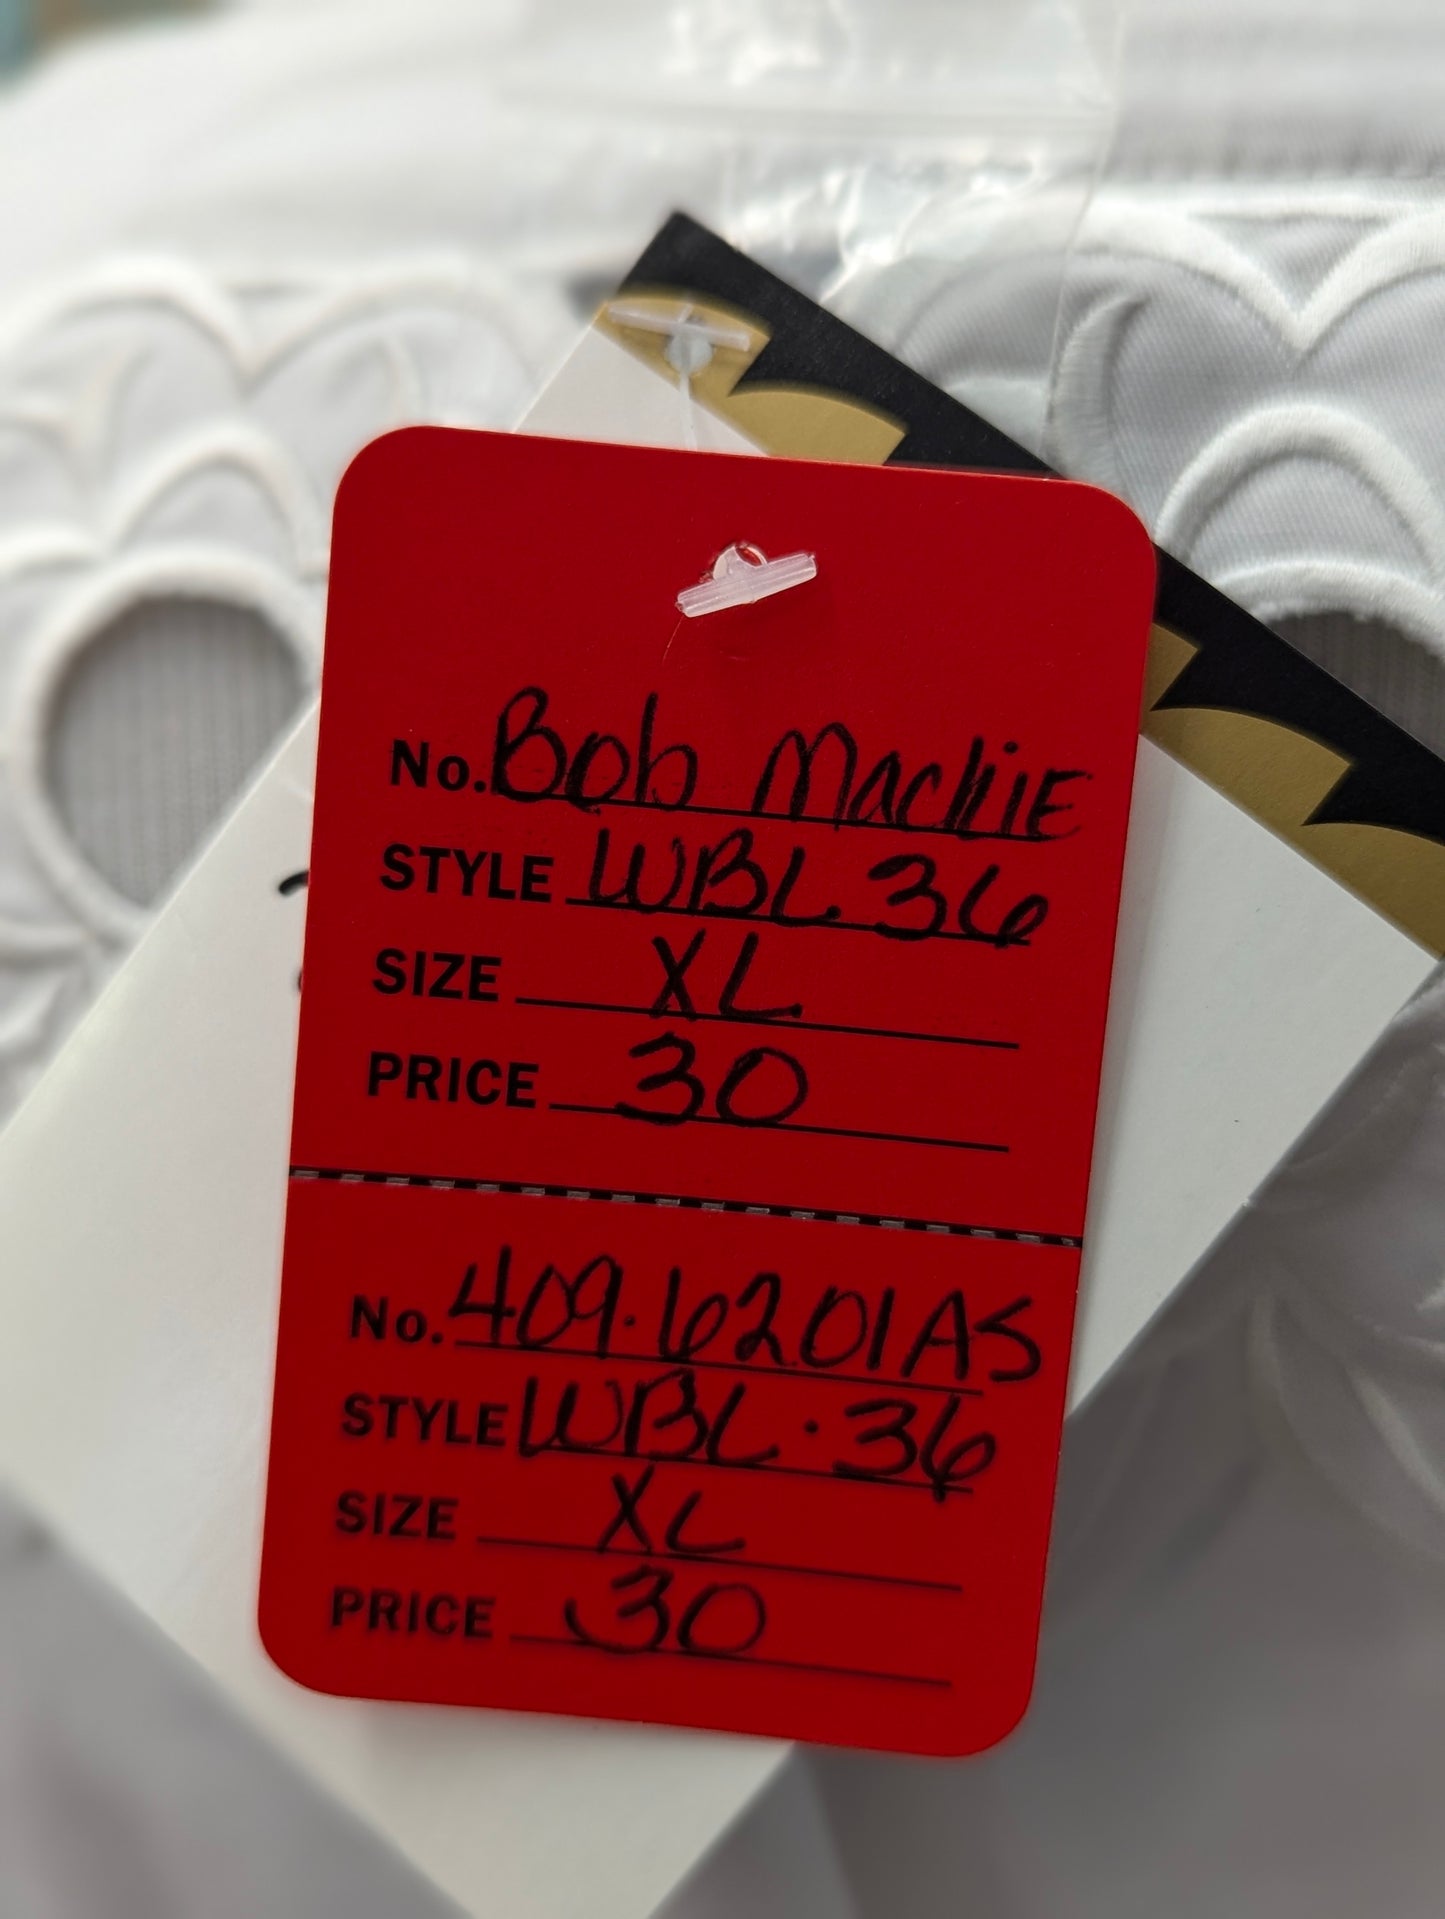 No. Bob MackiE
STYLE WBL 36
SIZE XL
PRICE 30
No. 409.6201AS
STYLE WBL.36
SIZE XL
PRICE 30